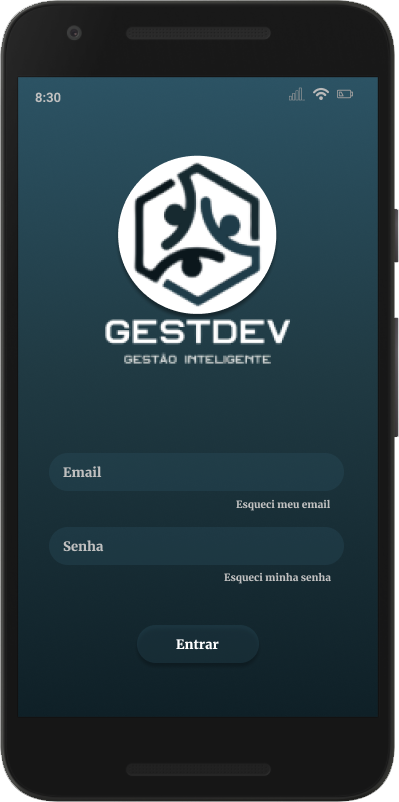 8:30
GESTDEV
GESTÃO INTELIGENTE
Email
Esqueci meu email
Senha
Esqueci minha senha
Entrar